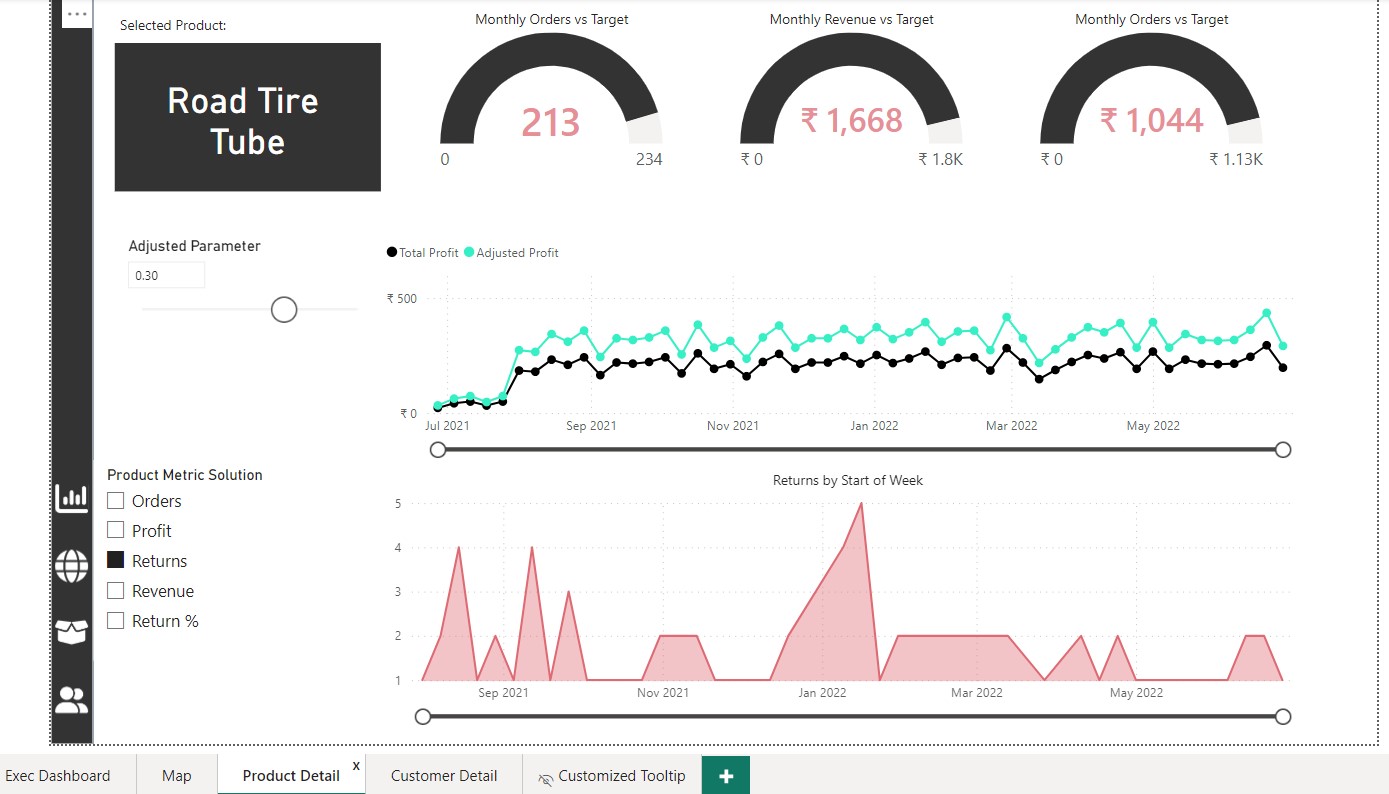 ...
Selected Product:
Road Tire
Tube
Monthly Orders vs Target
213
0
234
Monthly Revenue vs Target
₹ 1,668
₹ 0
₹ 1.8K
Monthly Orders vs Target
₹ 1,044
₹ 0
₹ 1.13K
Adjusted Parameter
0.30
Total Profit Adjusted Profit
₹ 500
₹ 0
Jul 2021 Sep 2021 Nov 2021 Jan 2022 Mar 2022 May 2022
Product Metric Solution
Orders
Profit
Returns
Revenue
Return %
Returns by Start of Week
5
4
3
2
1
Sep 2021 Nov 2021 Jan 2022 Mar 2022 May 2022
Exec Dashboard Map Product Detail x Customer Detail Customized Tooltip +